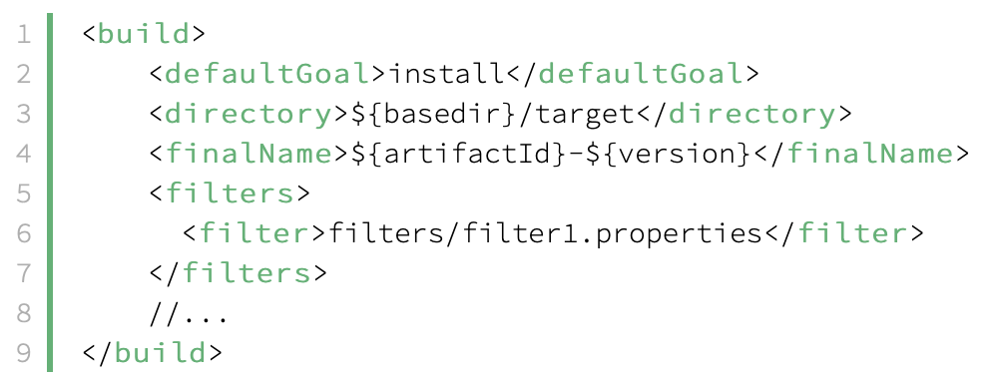 1 <build>
2     <defaultGoal>install</defaultGoal>
3     <directory>${basedir}/target</directory>
4     <finalName>${artifactId}-${version}</finalName>
5     <filters>
6       <filter>filters/filter1.properties</filter>
7     </filters>
8     //...
9 </build>